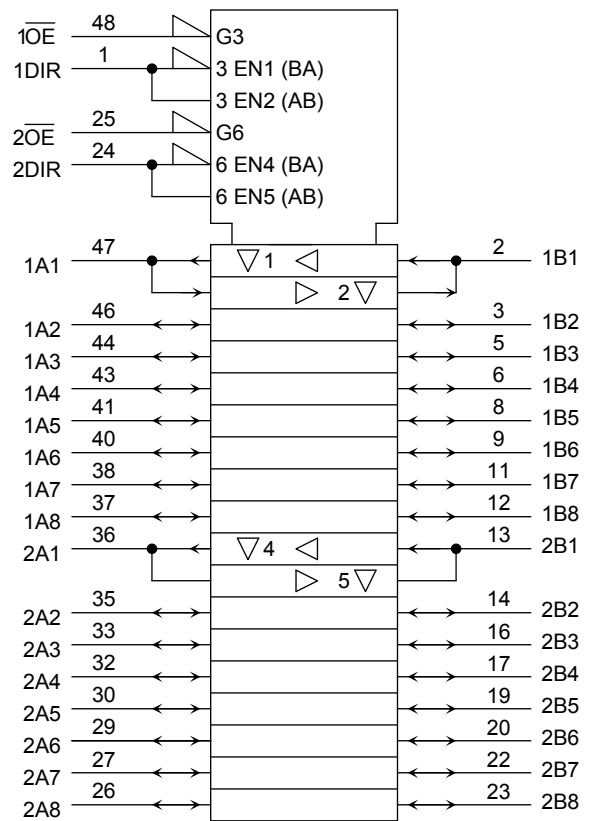 1OE 48 G3
1DIR 1 3 EN1 (BA)
3 EN2 (AB)
2OE 25 G6
2DIR 24 6 EN4 (BA)
6 EN5 (AB)
1A1 47 1 2 1B1
2
1A2 46 3 1B2
1A3 44 5 1B3
1A4 43 6 1B4
1A5 41 8 1B5
1A6 40 9 1B6
1A7 38 11 1B7
1A8 37 12 1B8
2A1 36 4 13 2B1
5
2A2 35 14 2B2
2A3 33 16 2B3
2A4 32 17 2B4
2A5 30 19 2B5
2A6 29 20 2B6
2A7 27 22 2B7
2A8 26 23 2B8